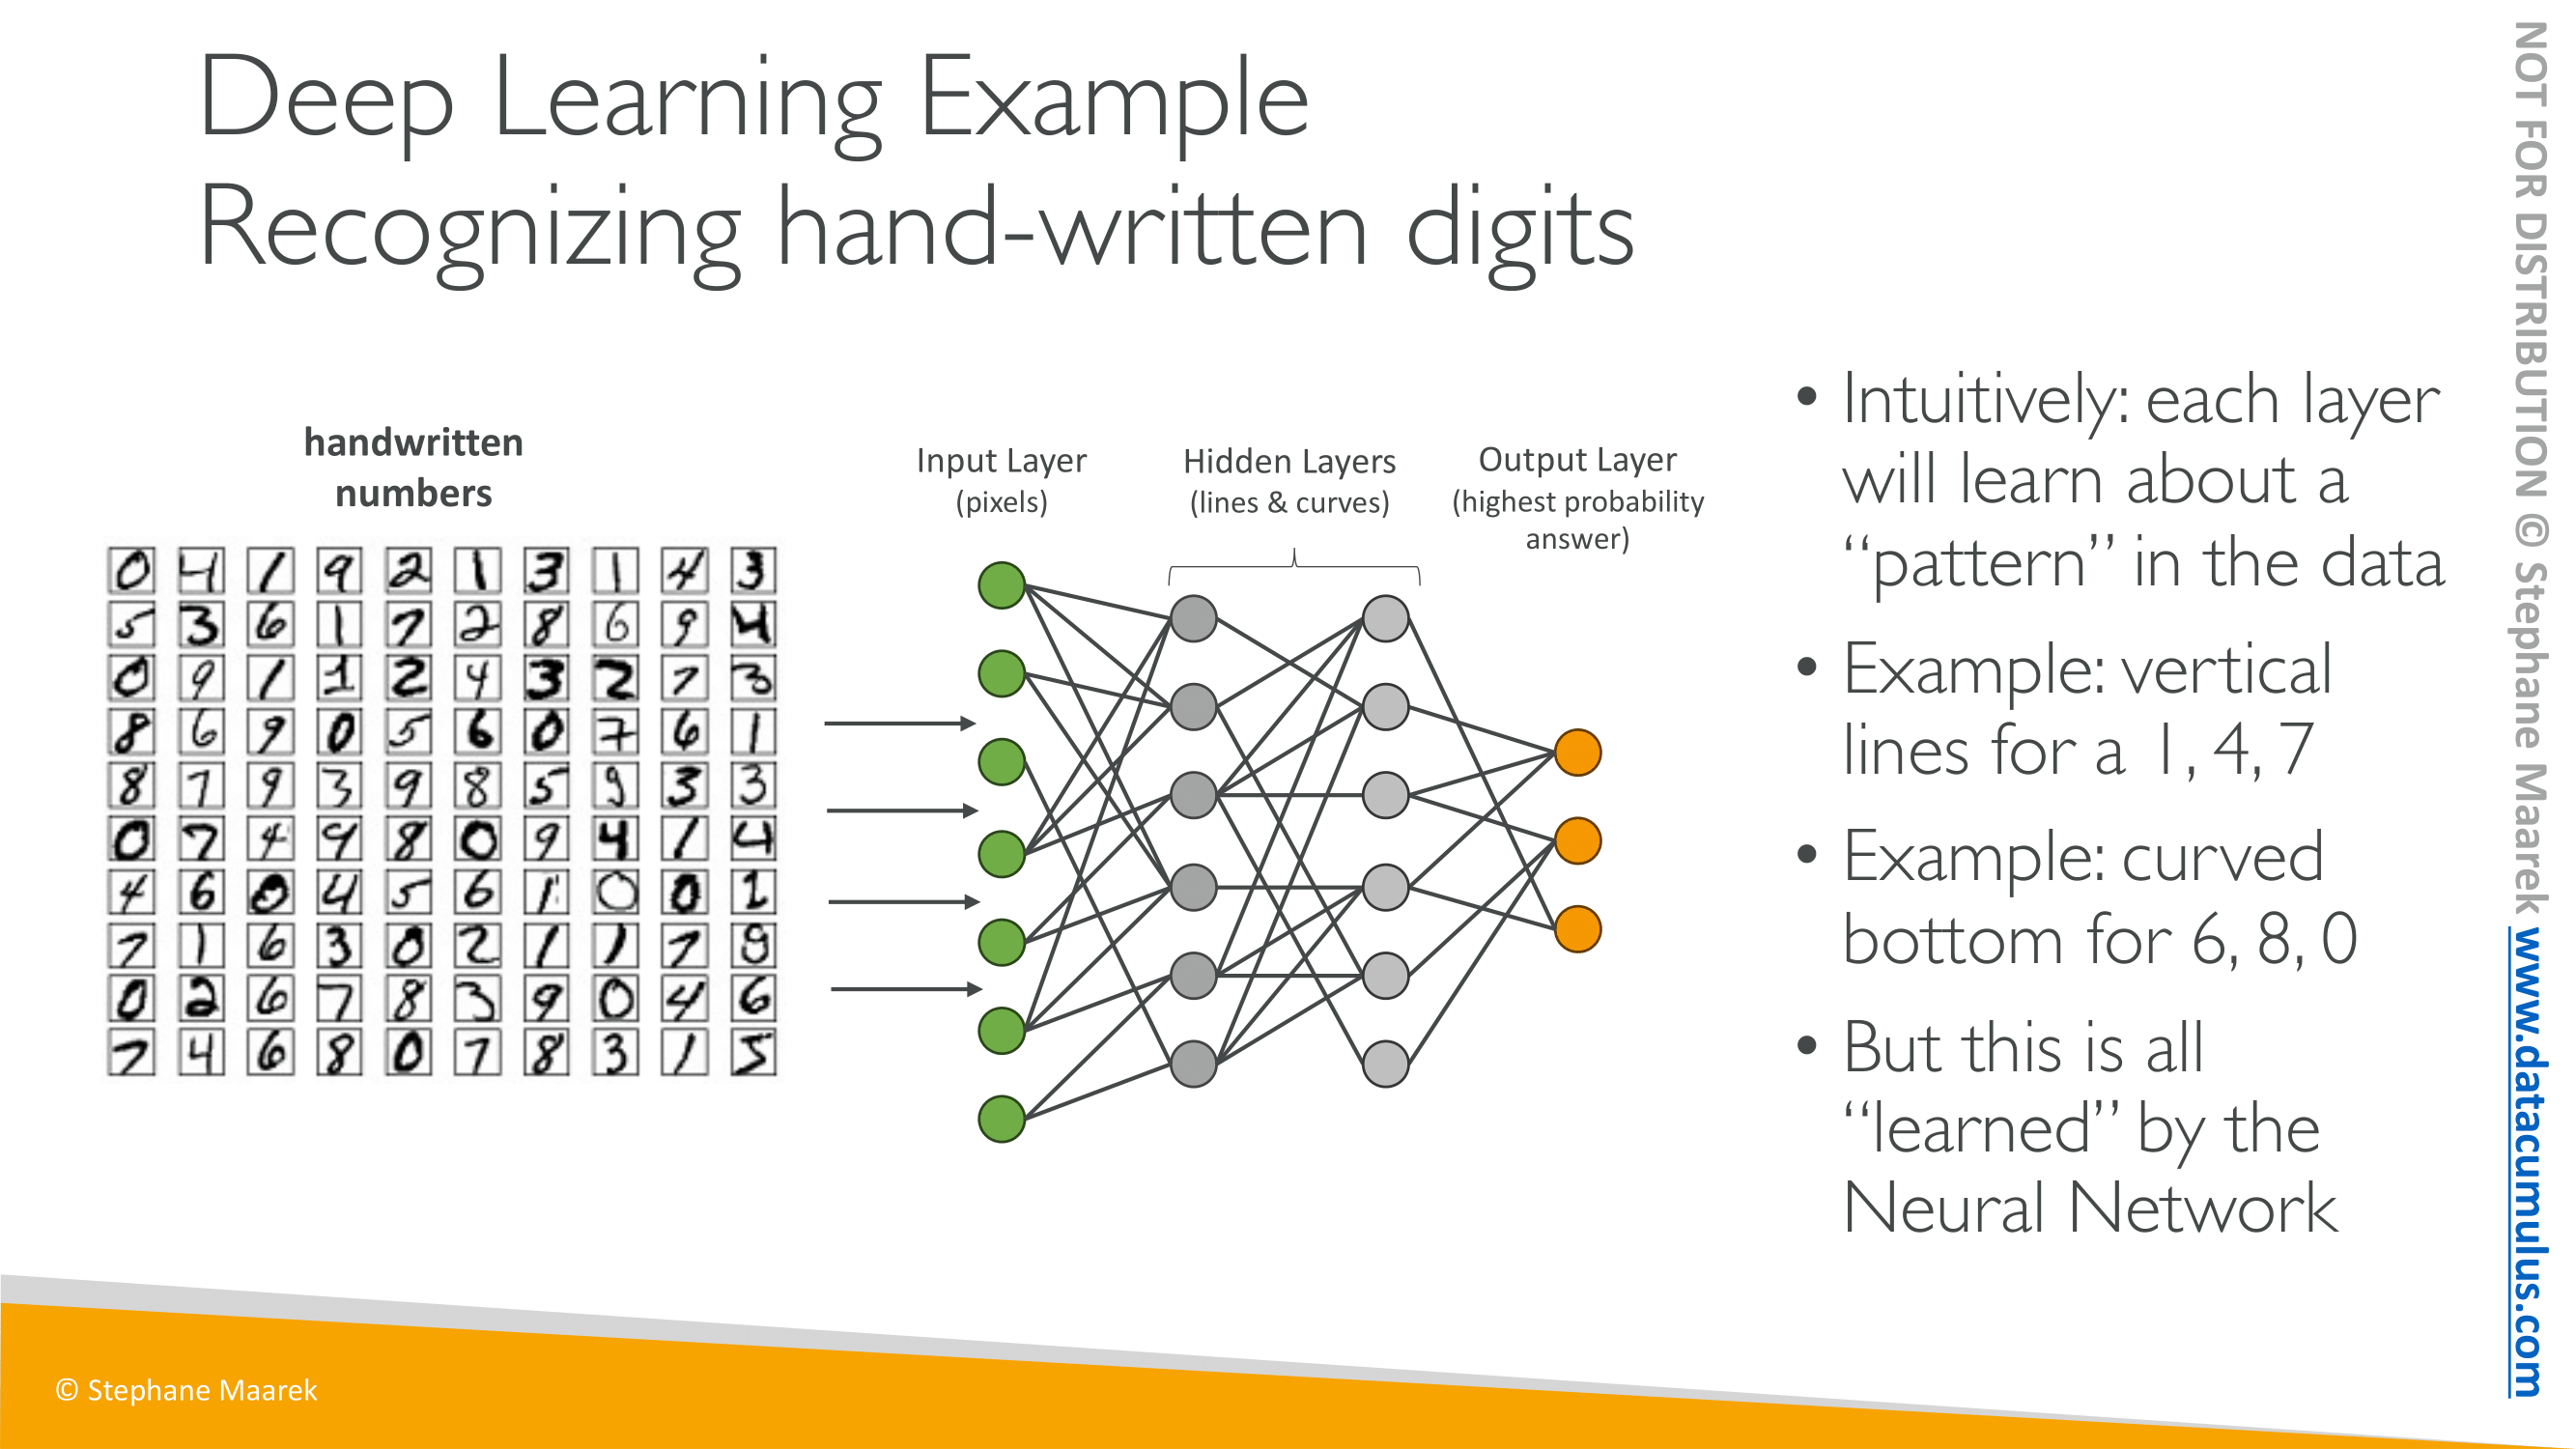 Deep Learning Example
Recognizing hand-written digits
handwritten
numbers
0 4 1 9 2 1 3 1 4 3
5 3 6 1 7 2 8 6 9 4
0 9 1 1 2 4 3 2 7 3
8 6 9 0 5 6 0 7 6 1
8 7 9 3 9 8 5 9 3 3
0 7 4 9 8 0 9 4 1 4
4 6 0 4 5 6 1 0 0 1
7 1 6 3 0 2 1 1 7 9
0 2 6 7 8 3 9 0 4 6
7 4 6 8 0 7 8 3 1 5
Input Layer
(pixels)
Hidden Layers
(lines & curves)
Output Layer
(highest probability
answer)
• Intuitively: each layer
will learn about a
“pattern” in the data
• Example: vertical
lines for a 1, 4, 7
• Example: curved
bottom for 6, 8, 0
• But this is all
“learned” by the
Neural Network
© Stephane Maarek
NOT FOR DISTRIBUTION © Stephane Maarek www.datacumulus.com